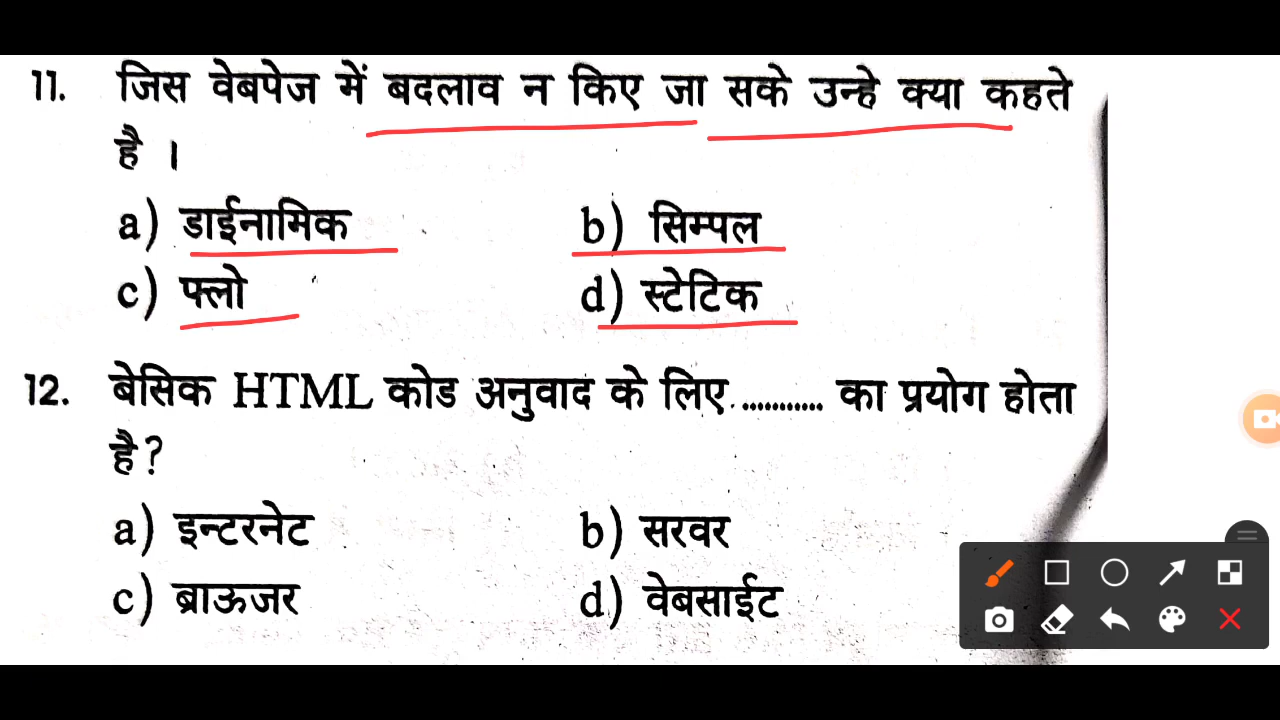 11. जिस वेबपेज में बदलाव न किए जा सके उन्हे क्या कहते
है ।
a) डाईनामिक b) सिम्पल
c) फ्लो d) स्टेटिक
12. बेसिक HTML कोड अनुवाद के लिए ........... का प्रयोग होता
है?
a) इन्टरनेट b) सरवर
c) ब्राऊजर d) वेबसाईट